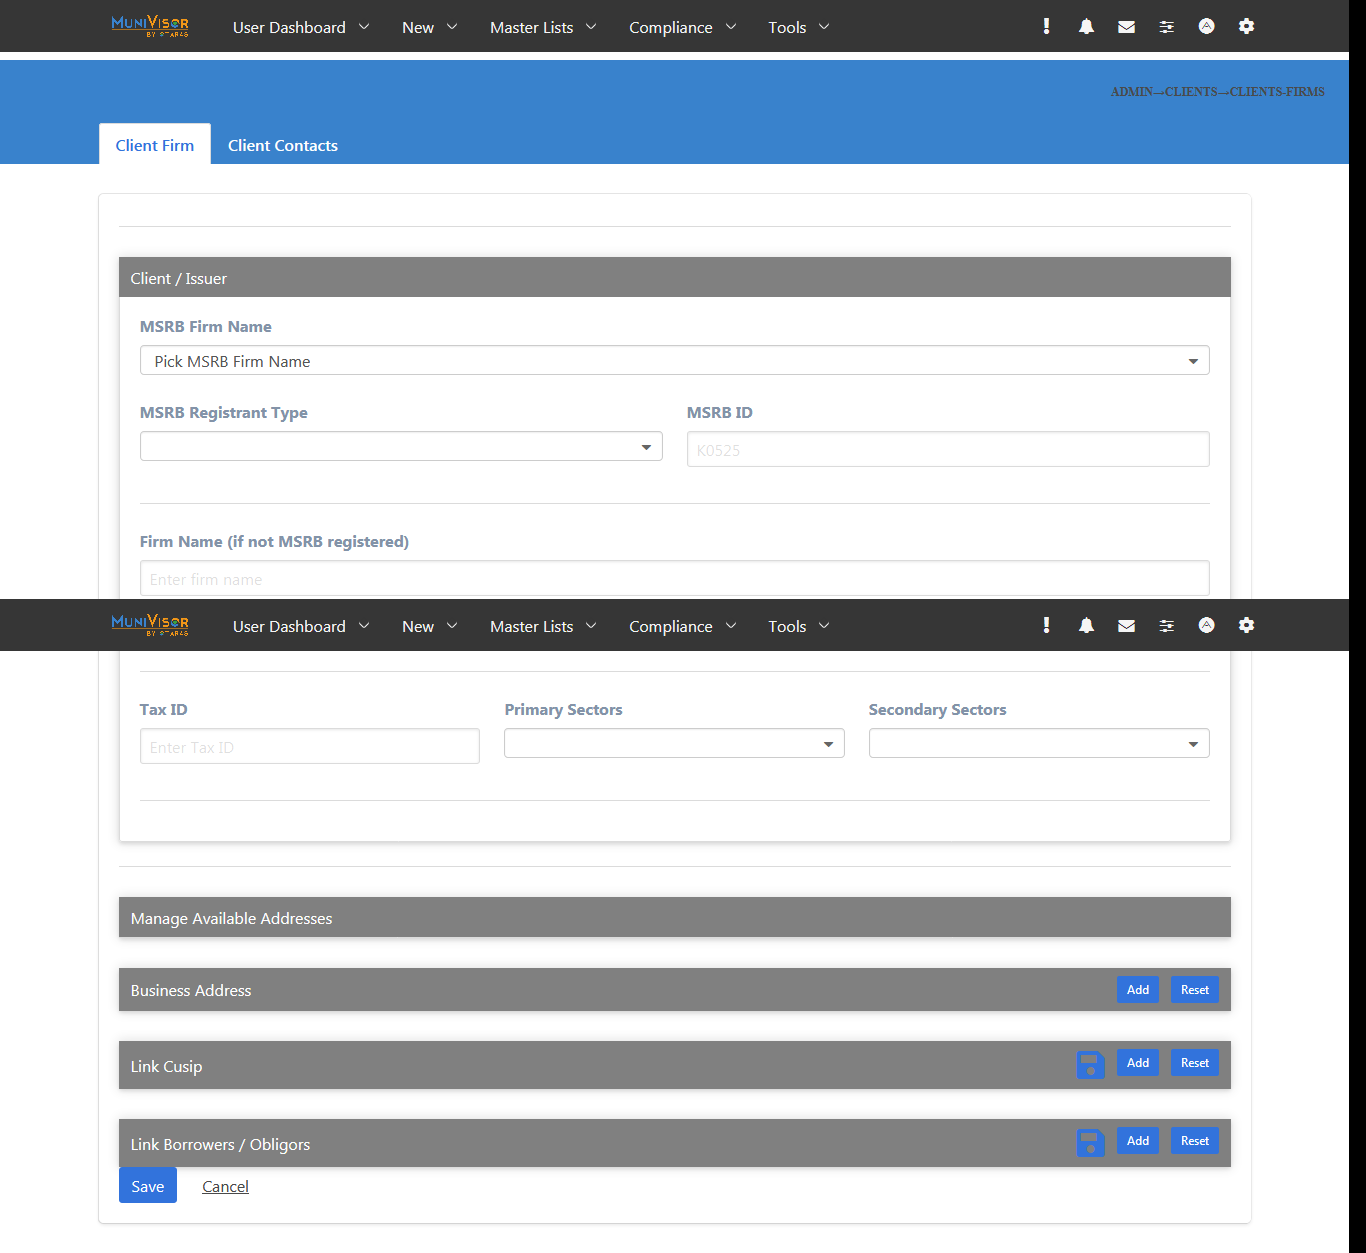 MUNIVISOR
BY OTAR4G
User Dashboard New Master Lists Compliance Tools
ADMIN→CLIENTS→CLIENTS-FIRMS
Client Firm Client Contacts
Client / Issuer
MSRB Firm Name
Pick MSRB Firm Name
MSRB Registrant Type MSRB ID
K0525
Firm Name (if not MSRB registered)
Enter firm name
MUNIVISOR
BY OTAR4G
User Dashboard New Master Lists Compliance Tools
Tax ID Primary Sectors Secondary Sectors
Enter Tax ID
Manage Available Addresses
Business Address Add Reset
Link Cusip Add Reset
Link Borrowers / Obligors Add Reset
Save Cancel